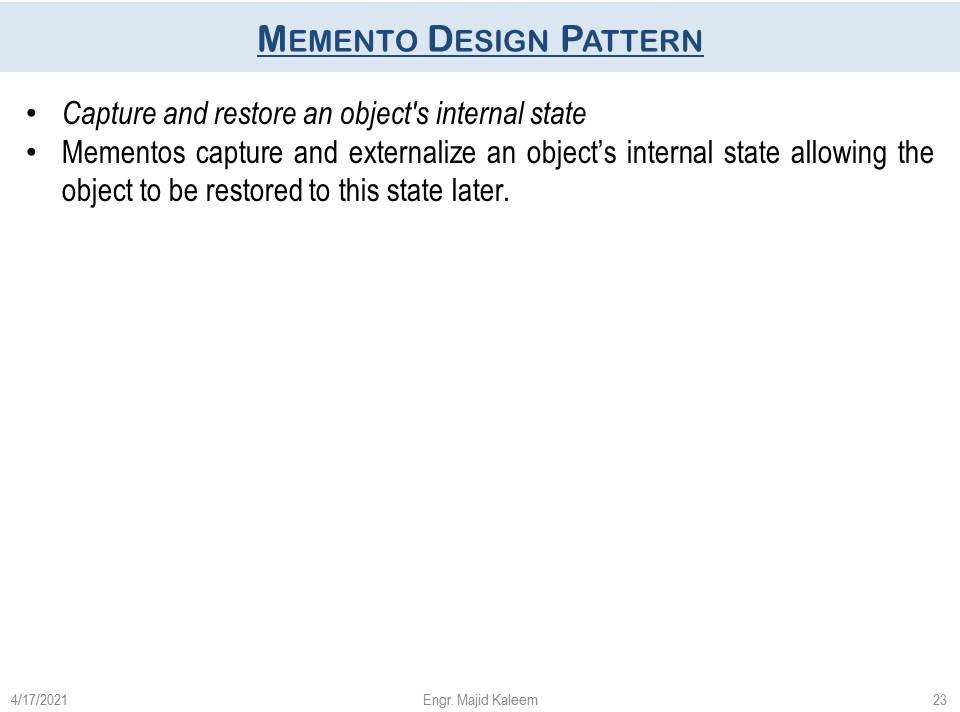 MEMENTO DESIGN PATTERN
• Capture and restore an object's internal state
• Mementos capture and externalize an object’s internal state allowing the
object to be restored to this state later.
4/17/2021 Engr. Majid Kaleem 23